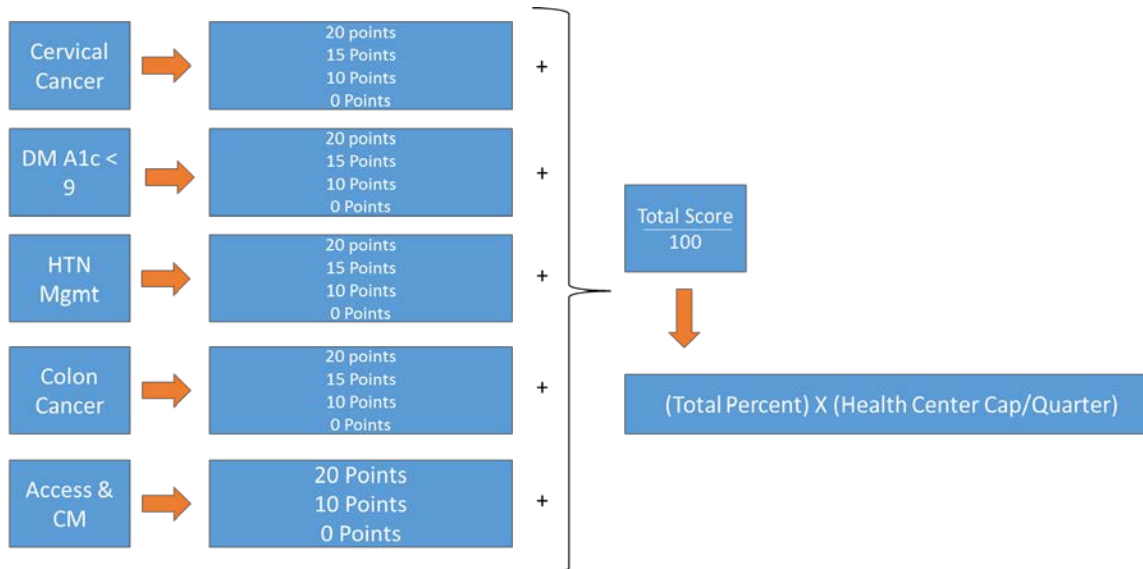 Cervical
Cancer
20 points
15 Points
10 Points
0 Points
+
DM A1c <
9
20 points
15 Points
10 Points
0 Points
+
HTN
Mgmt
20 points
15 Points
10 Points
0 Points
+
Colon
Cancer
20 points
15 Points
10 Points
0 Points
+
Access &
CM
20 Points
10 Points
0 Points
+
Total Score
100
(Total Percent) X (Health Center Cap/Quarter)